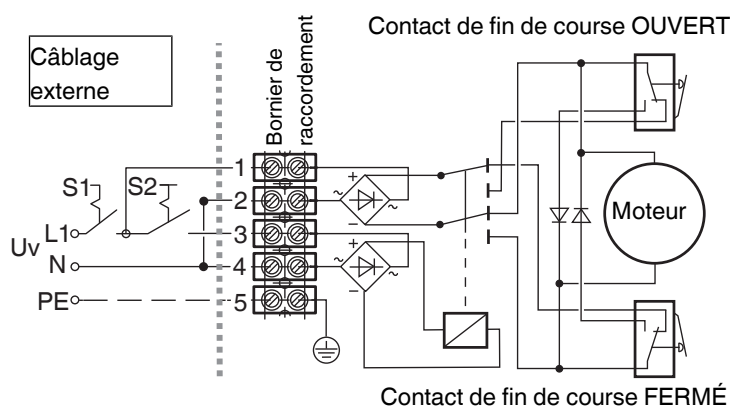 Contact de fin de course OUVERT
Câblage
externe
Bornier de
raccordement
S1
S2
1
2
3
4
5
L1
Uv
N
PE
+
~
~
−
+
~
~
−
Moteur
Contact de fin de course FERMÉ